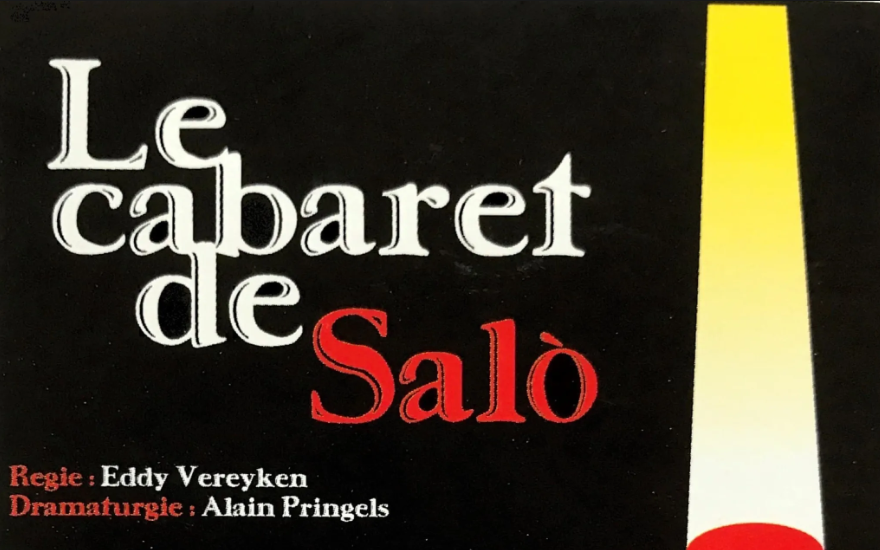 Le
cabaret
de
Salò
Regie : Eddy Vereyken
Dramaturgie : Alain Pringels